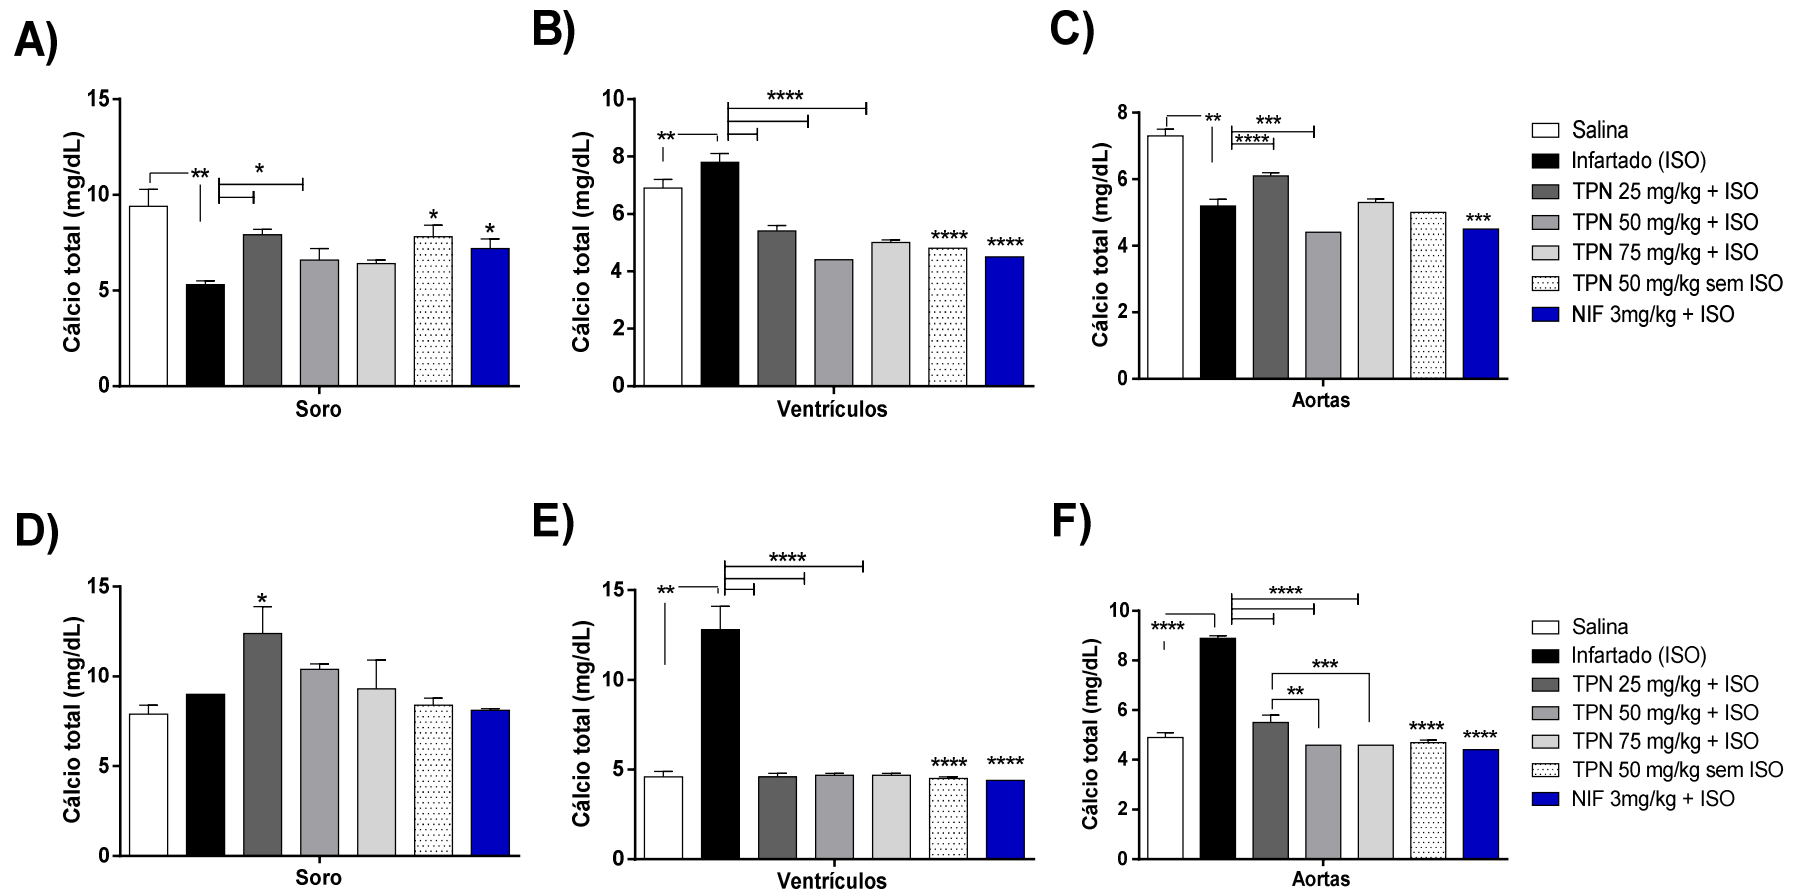 A)
15
10
5
0
Cálcio total (mg/dL)
**
*
*
*
Soro
B)
10
8
6
4
2
0
Cálcio total (mg/dL)
**
****
****
****
Ventrículos
C)
8
6
4
2
0
Cálcio total (mg/dL)
**
***
****
***
Aortas
Salina
Infartado (ISO)
TPN 25 mg/kg + ISO
TPN 50 mg/kg + ISO
TPN 75 mg/kg + ISO
TPN 50 mg/kg sem ISO
NIF 3mg/kg + ISO
D)
15
10
5
0
Cálcio total (mg/dL)
*
Soro
E)
15
10
5
0
Cálcio total (mg/dL)
**
****
****
****
Ventrículos
F)
10
8
6
4
2
0
Cálcio total (mg/dL)
****
****
***
**
****
****
Aortas
Salina
Infartado (ISO)
TPN 25 mg/kg + ISO
TPN 50 mg/kg + ISO
TPN 75 mg/kg + ISO
TPN 50 mg/kg sem ISO
NIF 3mg/kg + ISO